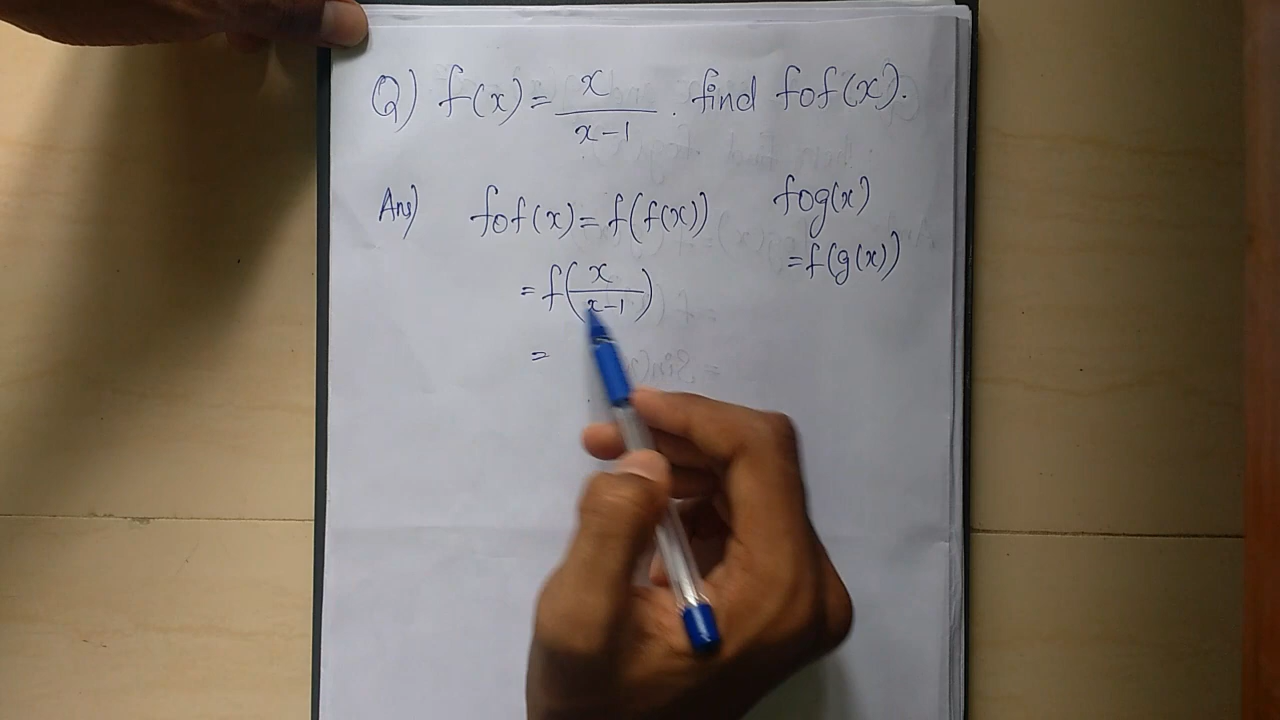 Q) f(x) = x / x-1 . find fof(x).
Ans) fof(x) = f(f(x)) fog(x)
= f(g(x))
= f(x / x-1)
=